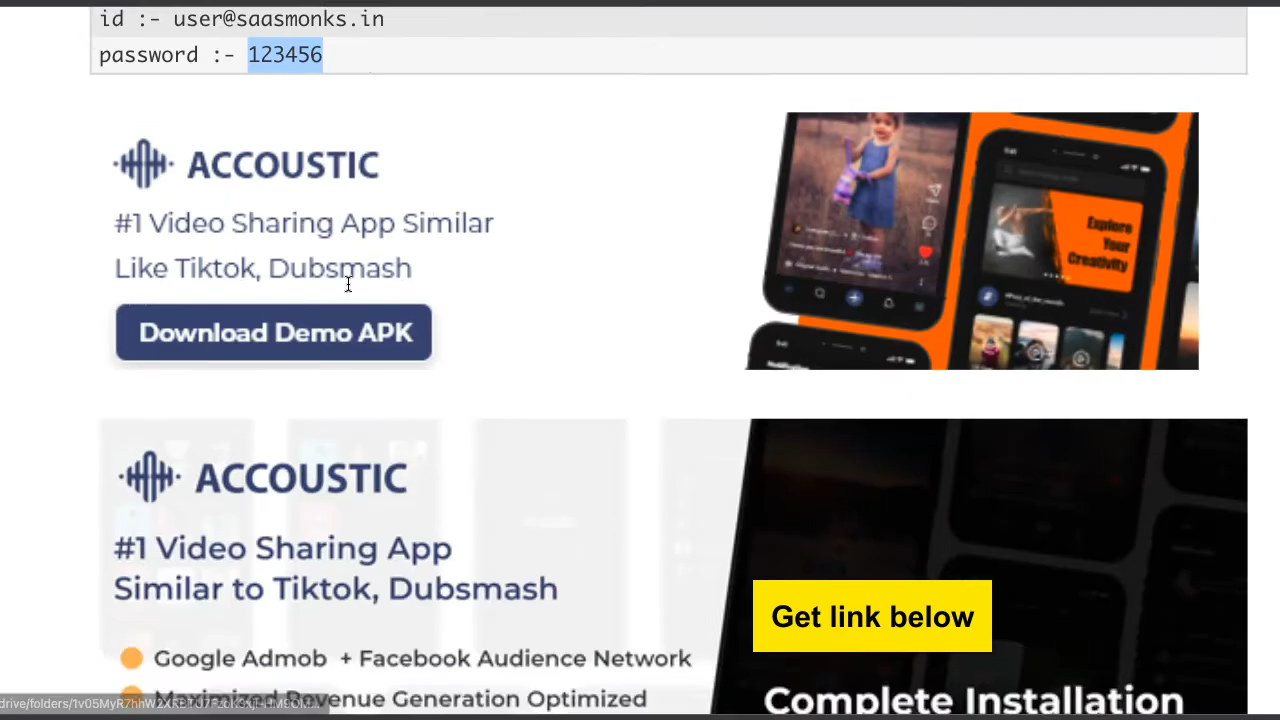 id :- user@saasmonks.in
password :- 123456
ACCOUSTIC
#1 Video Sharing App Similar
Like Tiktok, Dubsmash
Download Demo APK
Explore
Your
Creativity
ACCOUSTIC
#1 Video Sharing App
Similar to Tiktok, Dubsmash
Google Admob + Facebook Audience Network
Maximized Revenue Generation Optimized
Get link below
Complete Installation